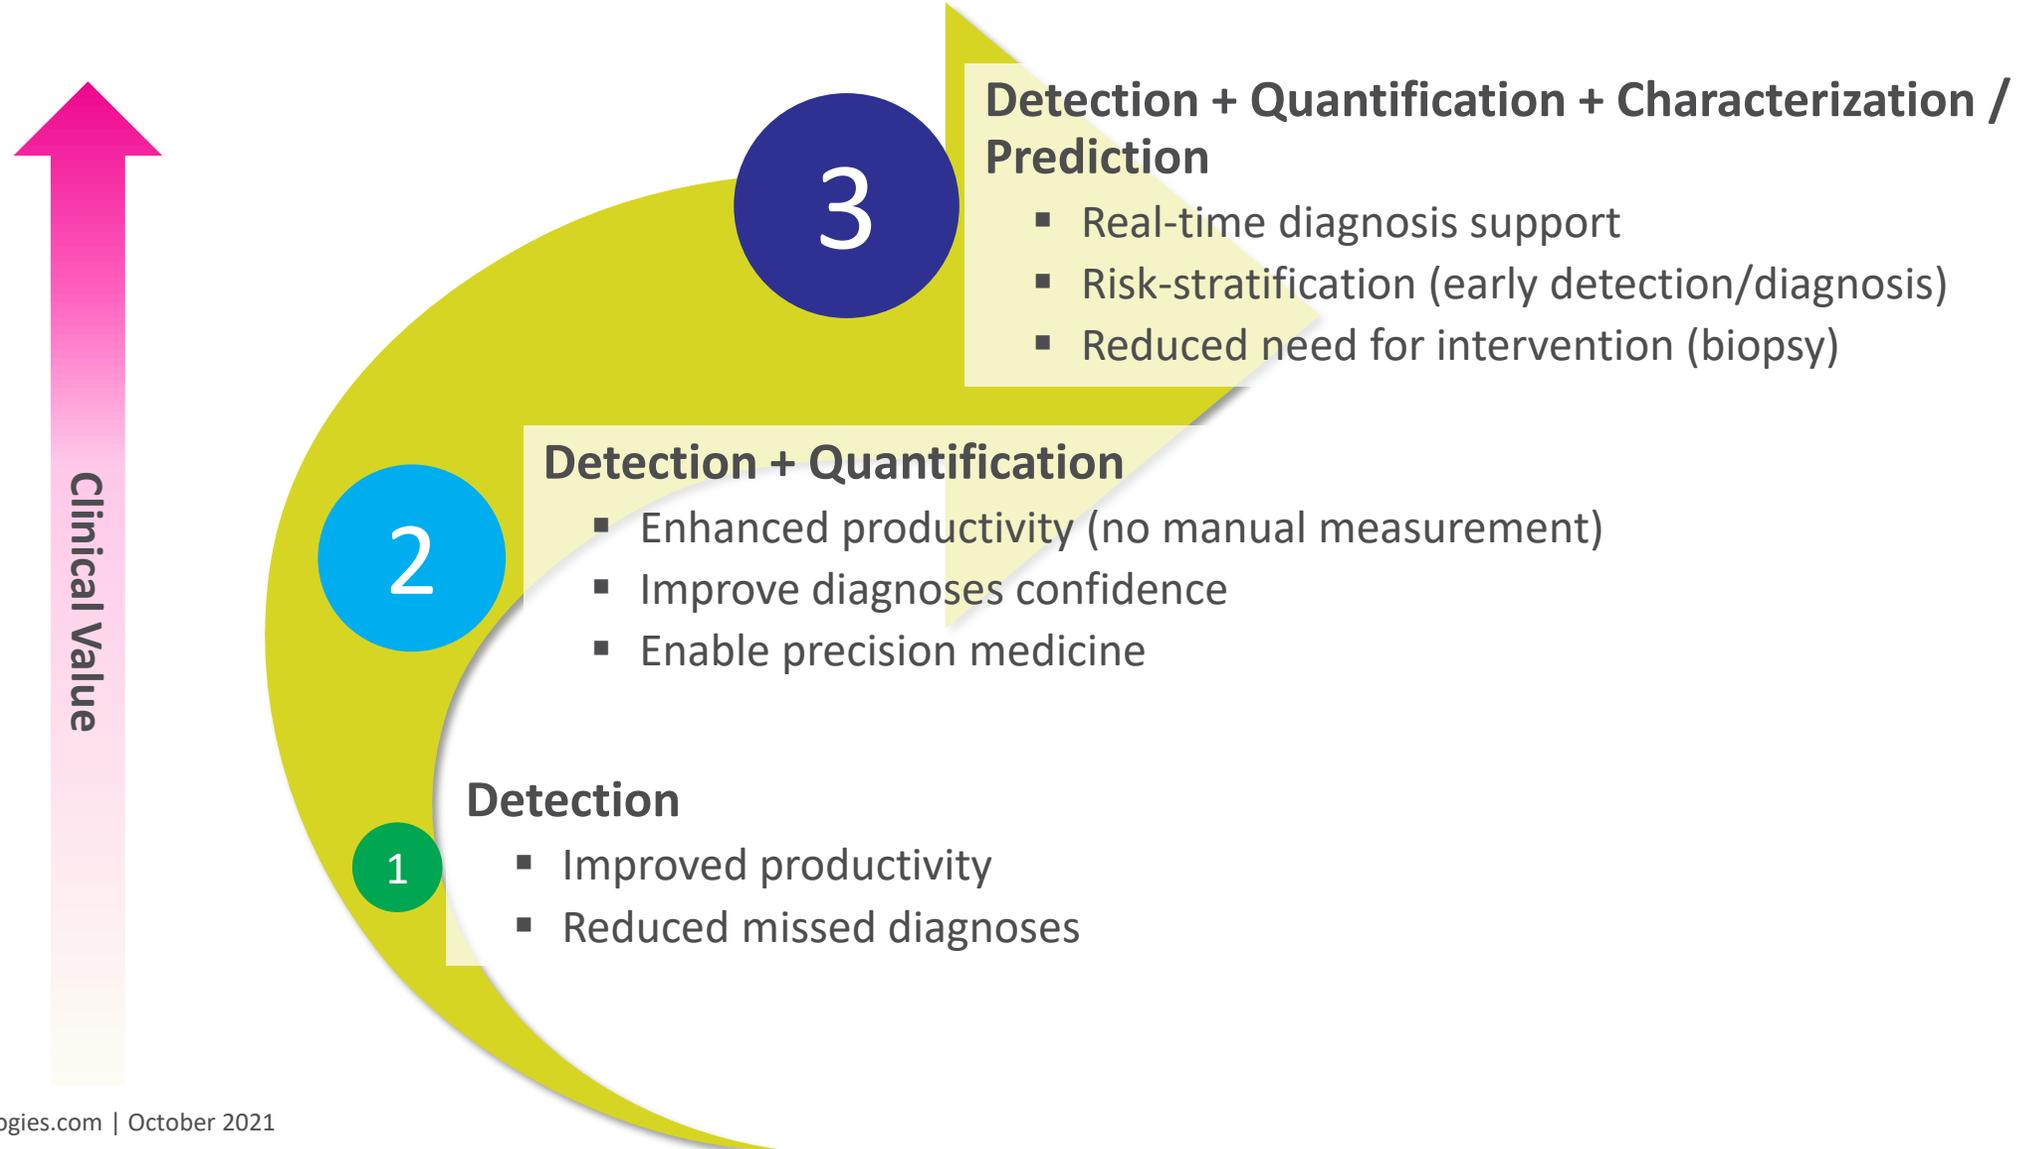 Detection + Quantification + Characterization /
Prediction
▪ Real-time diagnosis support
▪ Risk-stratification (early detection/diagnosis)
▪ Reduced need for intervention (biopsy)
3
Detection + Quantification
▪ Enhanced productivity (no manual measurement)
▪ Improve diagnoses confidence
▪ Enable precision medicine
2
Clinical Value
Detection
▪ Improved productivity
▪ Reduced missed diagnoses
1
ogies.com | October 2021